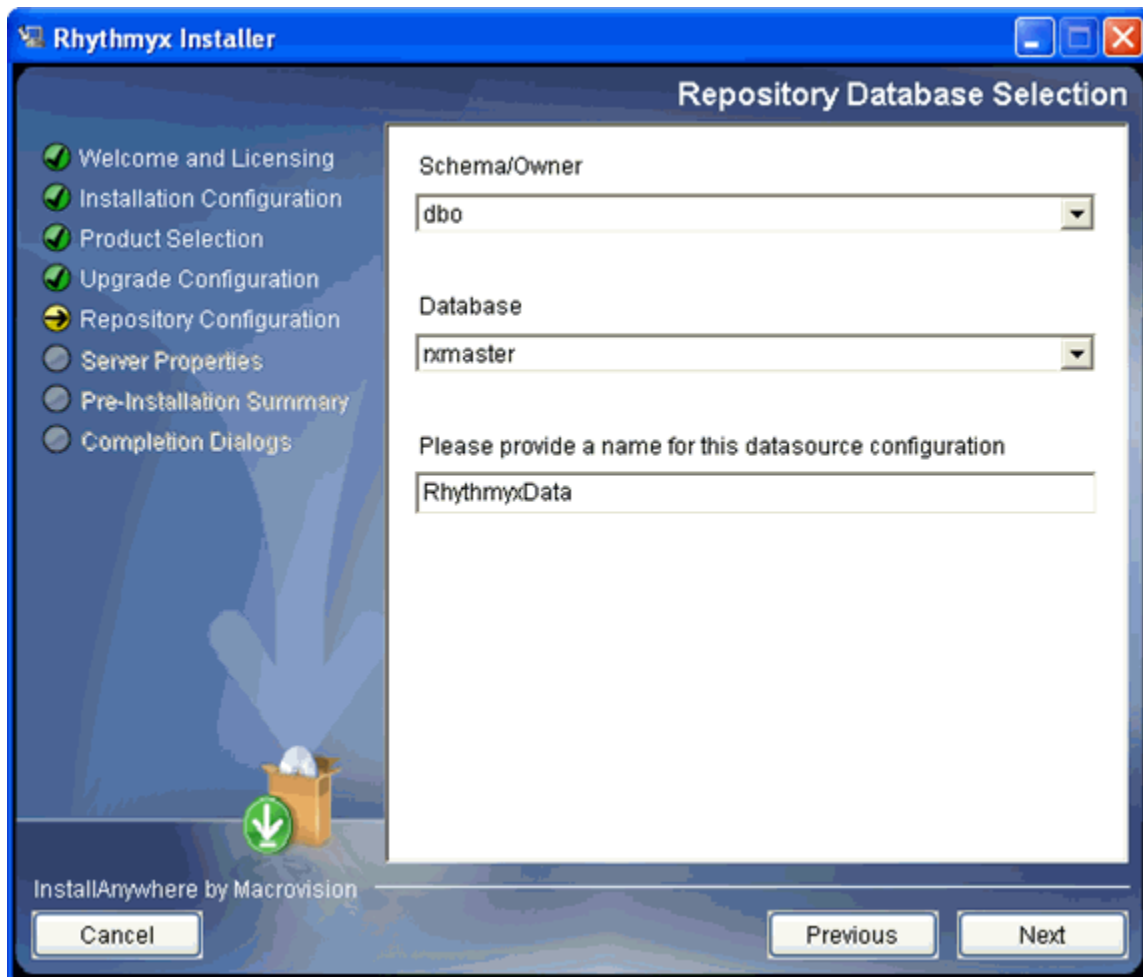 Rhythmyx Installer
Repository Database Selection
Welcome and Licensing
Installation Configuration
Product Selection
Upgrade Configuration
Repository Configuration
Server Properties
Pre-Installation Summary
Completion Dialogs
Schema/Owner
dbo
Database
rxmaster
Please provide a name for this datasource configuration
RhythmyxData
InstallAnywhere by Macrovision
Cancel
Previous
Next